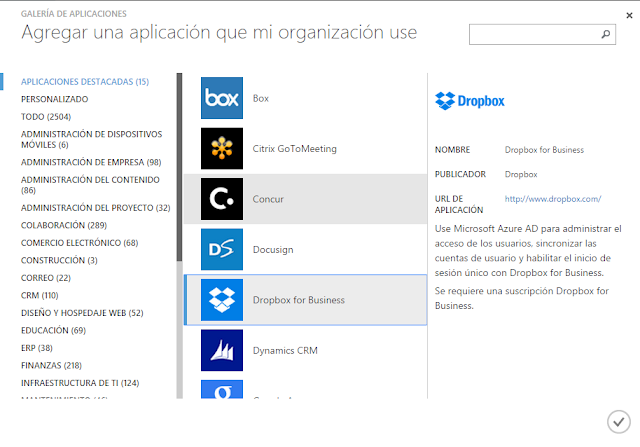 GALERÍA DE APLICACIONES
Agregar una aplicación que mi organización use
APLICACIONES DESTACADAS (15)
PERSONALIZADO
TODO (2504)
ADMINISTRACIÓN DE DISPOSITIVOS
MÓVILES (6)
ADMINISTRACIÓN DE EMPRESA (98)
ADMINISTRACIÓN DEL CONTENIDO
(86)
ADMINISTRACIÓN DEL PROYECTO (32)
COLABORACIÓN (289)
COMERCIO ELECTRÓNICO (68)
CONSTRUCCIÓN (3)
CORREO (22)
CRM (110)
DISEÑO Y HOSPEDAJE WEB (52)
EDUCACIÓN (69)
ERP (38)
FINANZAS (218)
INFRAESTRUCTURA DE TI (124)
box
Box
Citrix GoToMeeting
C.
Concur
DS
Docusign
Dropbox for Business
Dynamics CRM
Dropbox
NOMBRE Dropbox for Business
PUBLICADOR Dropbox
URL DE
APLICACIÓN
http://www.dropbox.com/
Use Microsoft Azure AD para administrar el
acceso de los usuarios, sincronizar las
cuentas de usuario y habilitar el inicio de
sesión único con Dropbox for Business.
Se requiere una suscripción Dropbox for
Business.